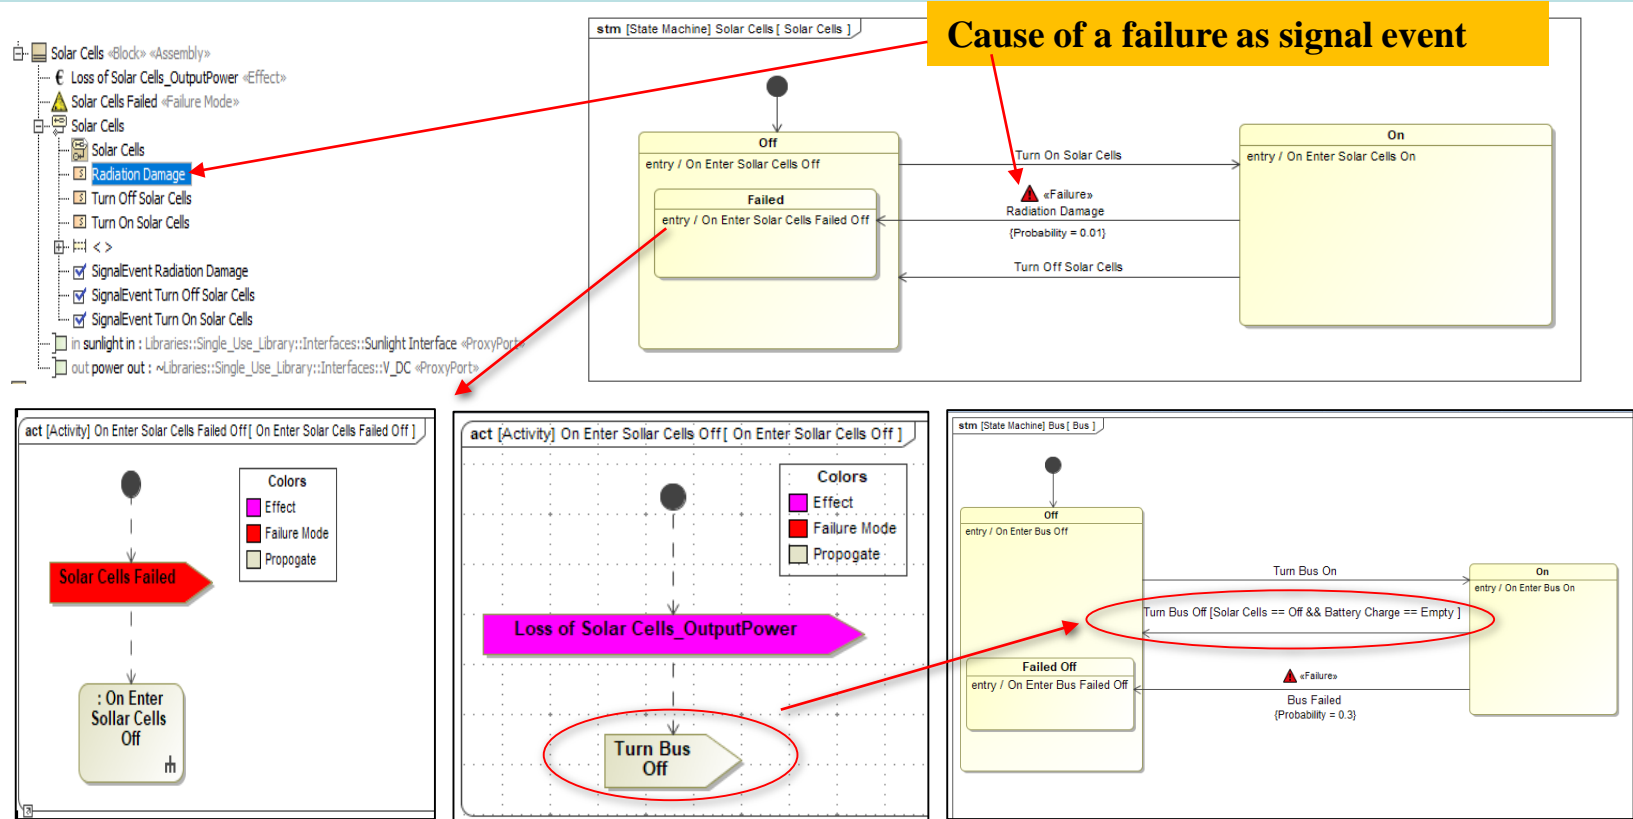 Cause of a failure as signal event
Solar Cells «Block» «Assembly»
€ Loss of Solar Cells_OutputPower «Effect»
Solar Cells Failed «Failure Mode»
Solar Cells
Solar Cells
Radiation Damage
Turn Off Solar Cells
Turn On Solar Cells
< >
SignalEvent Radiation Damage
SignalEvent Turn Off Solar Cells
SignalEvent Turn On Solar Cells
in sunlight in : Libraries::Single_Use_Library::Interfaces::Sunlight Interface «ProxyPort»
out power out : ~Libraries::Single_Use_Library::Interfaces::V_DC «ProxyPort»
stm [State Machine] Solar Cells [ Solar Cells ]
Off
entry / On Enter Sollar Cells Off
Failed
entry / On Enter Solar Cells Failed Off
Turn On Solar Cells
«Failure»
Radiation Damage
{Probability = 0.01}
Turn Off Solar Cells
On
entry / On Enter Solar Cells On
act [Activity] On Enter Solar Cells Failed Off [ On Enter Solar Cells Failed Off ]
Colors
Effect
Failure Mode
Propogate
Solar Cells Failed
: On Enter
Sollar Cells
Off
act [Activity] On Enter Sollar Cells Off [ On Enter Sollar Cells Off ]
Colors
Effect
Failure Mode
Propogate
Loss of Solar Cells_OutputPower
Turn Bus
Off
stm [State Machine] Bus [ Bus ]
Off
entry / On Enter Bus Off
Turn Bus On
Turn Bus Off [Solar Cells == Off && Battery Charge == Empty ]
On
entry / On Enter Bus On
Failed Off
entry / On Enter Bus Failed Off
«Failure»
Bus Failed
{Probability = 0.3}